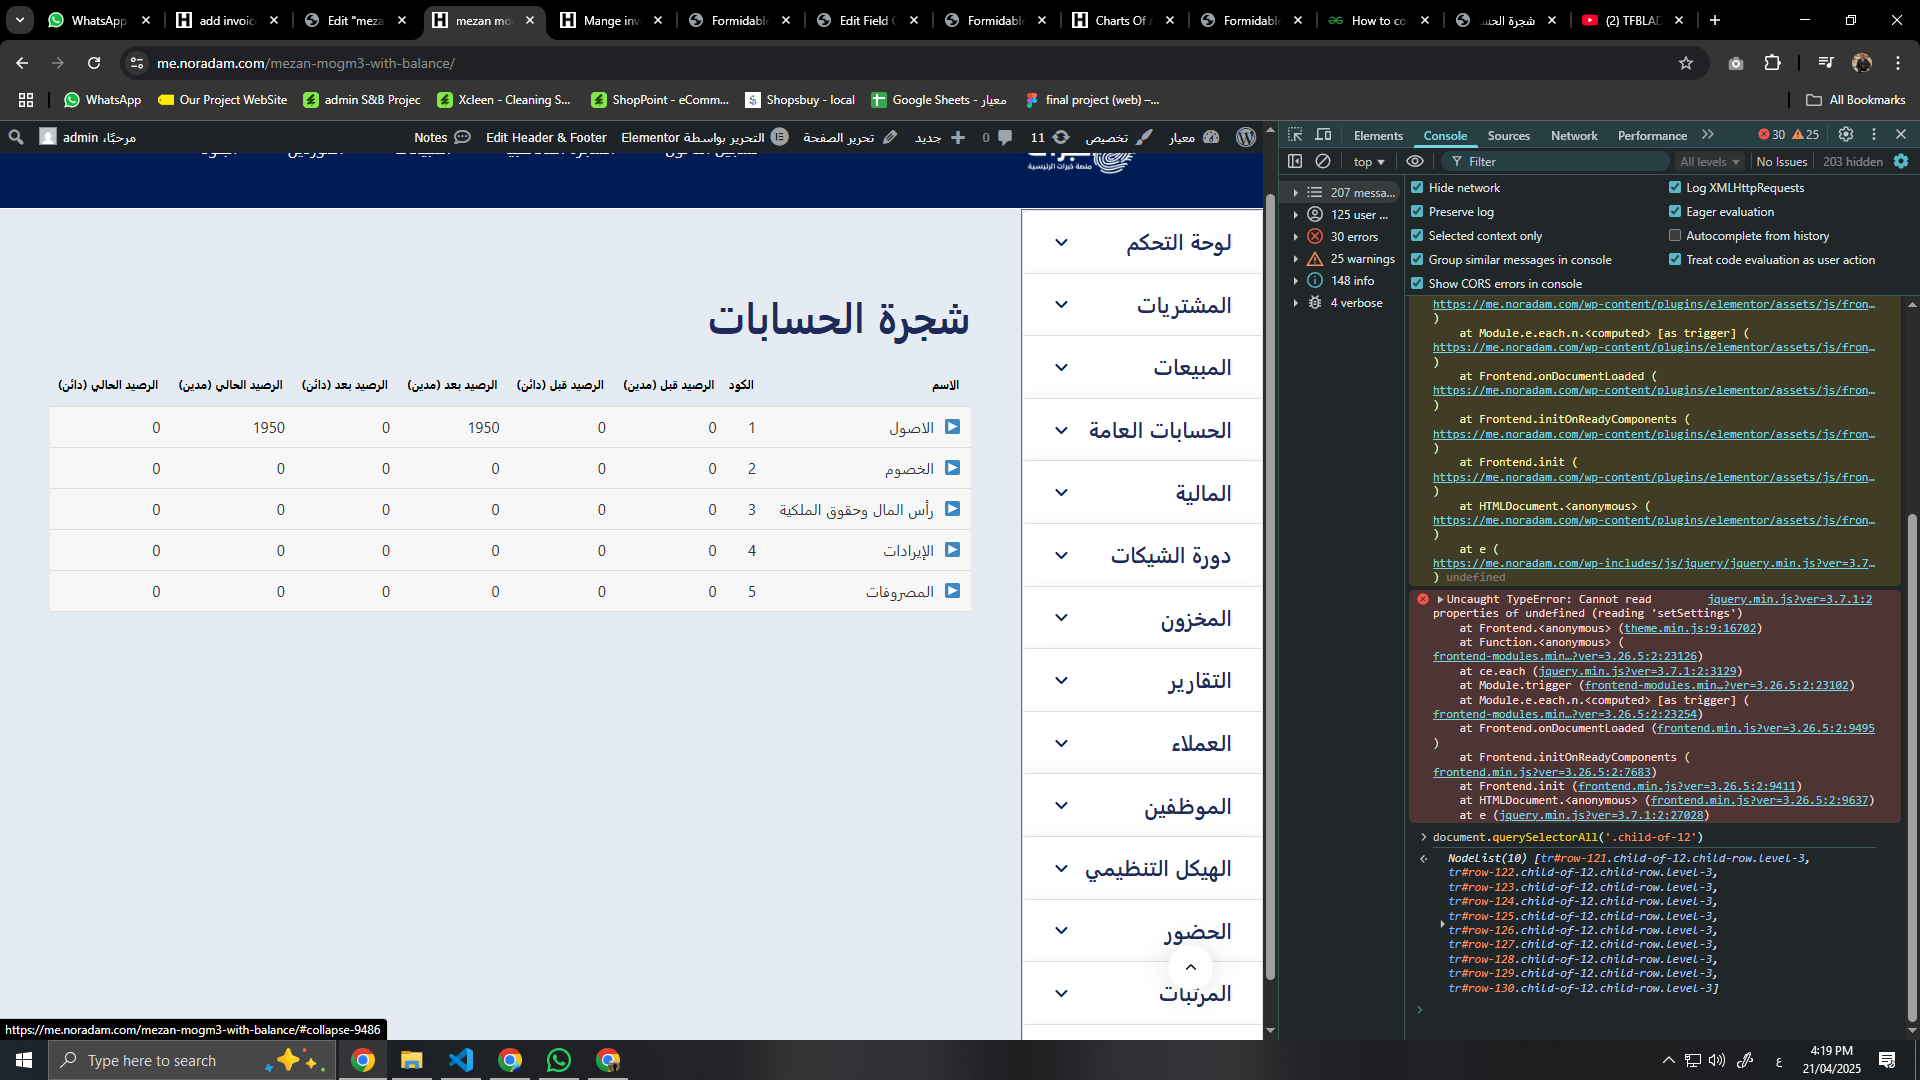 WhatsApp
add invoic
Edit "meza
mezan mo
Mange inv
Formidabl
Edit Field G
Formidabl
Charts Of A
Formidabl
How to co
شجرة الحسا
(2) TFBLAD
me.noradam.com/mezan-mogm3-with-balance/
WhatsApp
Our Project WebSite
admin S&B Projec
Xcleen - Cleaning S...
ShopPoint - eComm...
Shopsbuy - local
Google Sheets - معيار
final project (web) –...
All Bookmarks
مرحبًا، admin
Notes
Edit Header & Footer
التحرير بواسطة Elementor
تحرير الصفحة
جديد
0
11
تخصيص
معيار
منصة خبرات الرئيسية
لوحة التحكم
المشتريات
المبيعات
الحسابات العامة
المالية
دورة الشيكات
المخزون
التقارير
العملاء
الموظفين
الهيكل التنظيمي
الحضور
المرتبات
شجرة الحسابات
الاسم الكود الرصيد قبل (مدين) الرصيد قبل (دائن) الرصيد بعد (مدين) الرصيد بعد (دائن) الرصيد الحالي (مدين) الرصيد الحالي (دائن)
الاصول 1 0 0 1950 0 1950 0
الخصوم 2 0 0 0 0 0 0
رأس المال وحقوق الملكية 3 0 0 0 0 0 0
الإيرادات 4 0 0 0 0 0 0
المصروفات 5 0 0 0 0 0 0
https://me.noradam.com/mezan-mogm3-with-balance/#collapse-9486
Elements
Console
Sources
Network
Performance
30
25
top
Filter
All levels
No Issues
203 hidden
207 messa...
125 user ...
30 errors
25 warnings
148 info
4 verbose
Hide network
Log XMLHttpRequests
Preserve log
Eager evaluation
Selected context only
Autocomplete from history
Group similar messages in console
Treat code evaluation as user action
Show CORS errors in console
https://me.noradam.com/wp-content/plugins/elementor/assets/js/fron…
)
at Module.e.each.n.<computed> [as trigger] (
https://me.noradam.com/wp-content/plugins/elementor/assets/js/fron…
)
at Frontend.onDocumentLoaded (
https://me.noradam.com/wp-content/plugins/elementor/assets/js/fron…
)
at Frontend.initOnReadyComponents (
https://me.noradam.com/wp-content/plugins/elementor/assets/js/fron…
)
at Frontend.init (
https://me.noradam.com/wp-content/plugins/elementor/assets/js/fron…
)
at HTMLDocument.<anonymous> (
https://me.noradam.com/wp-content/plugins/elementor/assets/js/fron…
)
at e (
https://me.noradam.com/wp-includes/js/jquery/jquery.min.js?ver=3.7…
) undefined
Uncaught TypeError: Cannot read jquery.min.js?ver=3.7.1:2
properties of undefined (reading 'setSettings')
at Frontend.<anonymous> (theme.min.js:9:16702)
at Function.<anonymous> (
frontend-modules.min…?ver=3.26.5:2:23126)
at ce.each (jquery.min.js?ver=3.7.1:2:3129)
at Module.trigger (frontend-modules.min…?ver=3.26.5:2:23102)
at Module.e.each.n.<computed> [as trigger] (
frontend-modules.min…?ver=3.26.5:2:23254)
at Frontend.onDocumentLoaded (frontend.min.js?ver=3.26.5:2:9495
)
at Frontend.initOnReadyComponents (
frontend.min.js?ver=3.26.5:2:7683)
at Frontend.init (frontend.min.js?ver=3.26.5:2:9411)
at HTMLDocument.<anonymous> (frontend.min.js?ver=3.26.5:2:9637)
at e (jquery.min.js?ver=3.7.1:2:27028)
document.querySelectorAll('.child-of-12')
NodeList(10) [tr#row-121.child-of-12.child-row.level-3,
tr#row-122.child-of-12.child-row.level-3,
tr#row-123.child-of-12.child-row.level-3,
tr#row-124.child-of-12.child-row.level-3,
tr#row-125.child-of-12.child-row.level-3,
tr#row-126.child-of-12.child-row.level-3,
tr#row-127.child-of-12.child-row.level-3,
tr#row-128.child-of-12.child-row.level-3,
tr#row-129.child-of-12.child-row.level-3,
tr#row-130.child-of-12.child-row.level-3]
Type here to search
ع
4:19 PM
21/04/2025